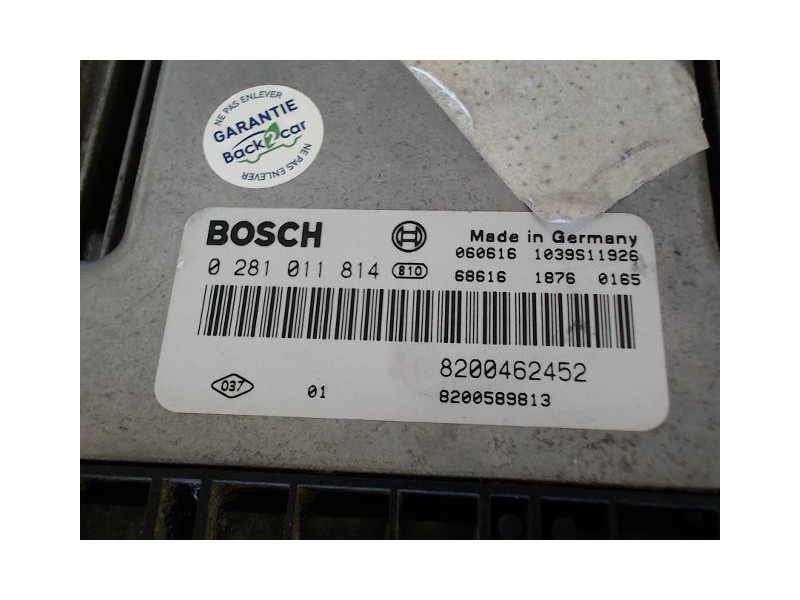 NE PAS ENLEVER
GARANTIE
Back2car
NE PAS ENLEVER
BOSCH
Made in Germany
060616 1039S11926
0 281 011 814 810
68616 1876 0165
8200462452
037 01
8200589813